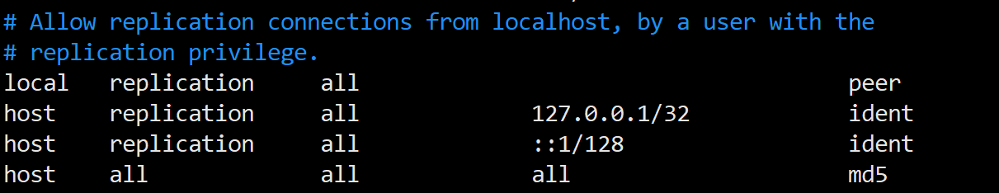 # Allow replication connections from localhost, by a user with the
# replication privilege.
local   replication     all                                     peer
host    replication     all             127.0.0.1/32            ident
host    replication     all             ::1/128                 ident
host    all             all             all                     md5